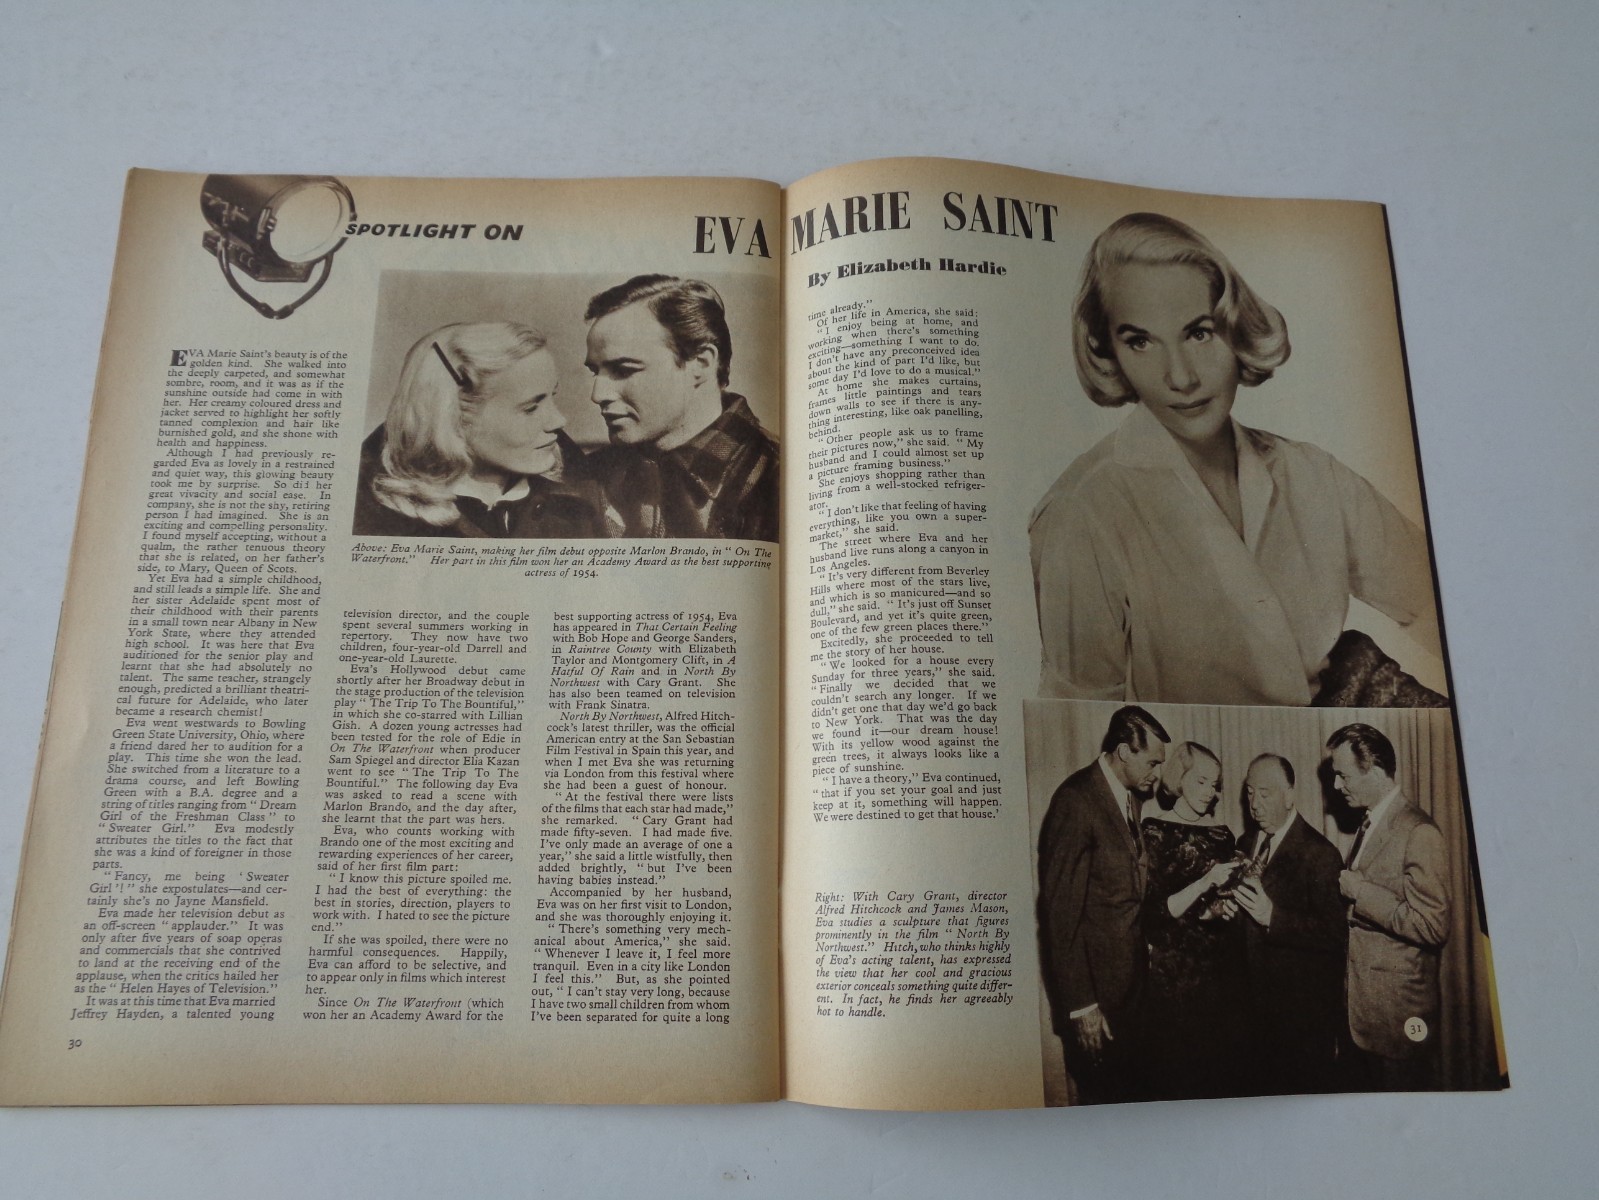 SPOTLIGHT ON
EVA MARIE SAINT
By Elizabeth Hardie
EVA Marie Saint's beauty is of the
golden kind. She walked into
the deeply carpeted, and somewhat
sombre, room, and it was as if the
sunshine outside had come in with
her. Her creamy coloured dress and
jacket served to highlight her softly
tanned complexion and hair like
burnished gold, and she shone with
health and happiness.
Although I had previously re-
garded Eva as lovely in a restrained
and quiet way, this glowing beauty
took me by surprise. So did her
great vivacity and social ease. In
company, she is not the shy, retiring
person I had imagined. She is an
exciting and compelling personality.
I found myself accepting, without a
qualm, the rather tenuous theory
that she is related, on her father's
side, to Mary, Queen of Scots.
Yet Eva had a simple childhood,
and still leads a simple life. She and
her sister Adelaide spent most of
their childhood with their parents
in a small town near Albany in New
York State, where they attended
high school. It was here that Eva
auditioned for the senior play and
learnt that she had absolutely no
talent. The same teacher, strangely
enough, predicted a brilliant theatri-
cal future for Adelaide, who later
became a research chemist!
Eva went westwards to Bowling
Green State University, Ohio, where
a friend dared her to audition for a
play. This time she won the lead.
She switched from a literature to a
drama course, and left Bowling
Green with a B.A. degree and a
string of titles ranging from "Dream
Girl of the Freshman Class" to
"Sweater Girl." Eva modestly
attributes the titles to the fact that
she was a kind of foreigner in those
parts.
"Fancy, me being 'Sweater
Girl'!" she expostulates—and cer-
tainly she's no Jayne Mansfield.
Eva made her television debut as
an off-screen "applauder." It was
only after five years of soap operas
and commercials that she contrived
to land at the receiving end of the
applause, when the critics hailed her
as the "Helen Hayes of Television."
It was at this time that Eva married
Jeffrey Hayden, a talented young
30
Above: Eva Marie Saint, making her film debut opposite Marlon Brando, in "On The
Waterfront." Her part in this film won her an Academy Award as the best supporting
actress of 1954.
television director, and the couple
spent several summers working in
repertory. They now have two
children, four-year-old Darrell and
one-year-old Laurette.
Eva's Hollywood debut came
shortly after her Broadway debut in
the stage production of the television
play "The Trip To The Bountiful,"
in which she co-starred with Lillian
Gish. A dozen young actresses had
been tested for the role of Edie in
On The Waterfront when producer
Sam Spiegel and director Elia Kazan
went to see "The Trip To The
Bountiful." The following day Eva
was asked to read a scene with
Marlon Brando, and the day after,
she learnt that the part was hers.
Eva, who counts working with
Brando one of the most exciting and
rewarding experiences of her career,
said of her first film part:
"I know this picture spoiled me.
I had the best of everything: the
best in stories, direction, players to
work with. I hated to see the picture
end."
If she was spoiled, there were no
harmful consequences. Happily,
Eva can afford to be selective, and
to appear only in films which interest
her.
Since On The Waterfront (which
won her an Academy Award for the
best supporting actress of 1954, Eva
has appeared in That Certain Feeling
with Bob Hope and George Sanders,
in Raintree County with Elizabeth
Taylor and Montgomery Clift, in A
Hatful Of Rain and in North By
Northwest with Cary Grant. She
has also been teamed on television
with Frank Sinatra.
North By Northwest, Alfred Hitch-
cock's latest thriller, was the official
American entry at the San Sebastian
Film Festival in Spain this year, and
when I met Eva she was returning
via London from this festival where
she had been a guest of honour.
"At the festival there were lists
of the films that each star had made,"
she remarked. "Cary Grant had
made fifty-seven. I had made five.
I've only made an average of one a
year," she said a little wistfully, then
added brightly, "but I've been
having babies instead."
Accompanied by her husband,
Eva was on her first visit to London,
and she was thoroughly enjoying it.
"There's something very mech-
anical about America," she said.
"Whenever I leave it, I feel more
tranquil. Even in a city like London
I feel this." But, as she pointed
out, "I can't stay very long, because
I have two small children from whom
I've been separated for quite a long
time already."
Of her life in America, she said:
"I enjoy being at home, and
working when there's something
exciting—something I want to do.
I don't have any preconceived idea
about the kind of part I'd like, but
some day I'd love to do a musical."
At home she makes curtains,
frames little paintings and tears
down walls to see if there is any-
thing interesting, like oak panelling,
behind.
"Other people ask us to frame
their pictures now," she said. "My
husband and I could almost set up
a picture framing business."
She enjoys shopping rather than
living from a well-stocked refriger-
ator.
"I don't like that feeling of having
everything, like you own a super-
market," she said.
The street where Eva and her
husband live runs along a canyon in
Los Angeles.
"It's very different from Beverley
Hills where most of the stars live,
and which is so manicured—and so
dull," she said. "It's just off Sunset
Boulevard, and yet it's quite green,
one of the few green places there."
Excitedly, she proceeded to tell
me the story of her house.
"We looked for a house every
Sunday for three years," she said.
"Finally we decided that we
couldn't search any longer. If we
didn't get one that day we'd go back
to New York. That was the day
we found it—our dream house!
With its yellow wood against the
green trees, it always looks like a
piece of sunshine.
"I have a theory," Eva continued,
"that if you set your goal and just
keep at it, something will happen.
We were destined to get that house.'
Right: With Cary Grant, director
Alfred Hitchcock and James Mason,
Eva studies a sculpture that figures
prominently in the film "North By
Northwest." Hitch, who thinks highly
of Eva's acting talent, has expressed
the view that her cool and gracious
exterior conceals something quite differ-
ent. In fact, he finds her agreeably
hot to handle.
31